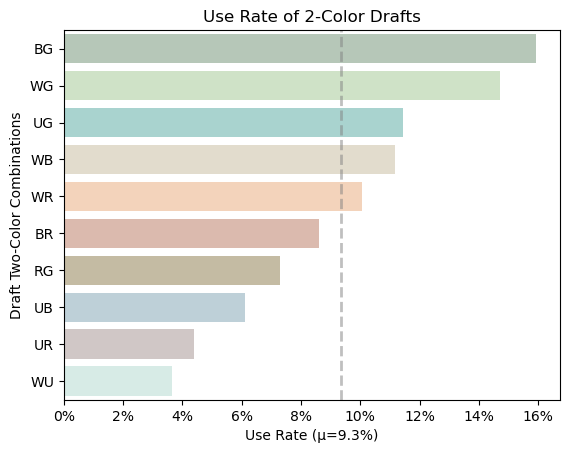 Use Rate of 2-Color Drafts
Draft Two-Color Combinations
BG
WG
UG
WB
WR
BR
RG
UB
UR
WU
0% 2% 4% 6% 8% 10% 12% 14% 16%
Use Rate (μ=9.3%)